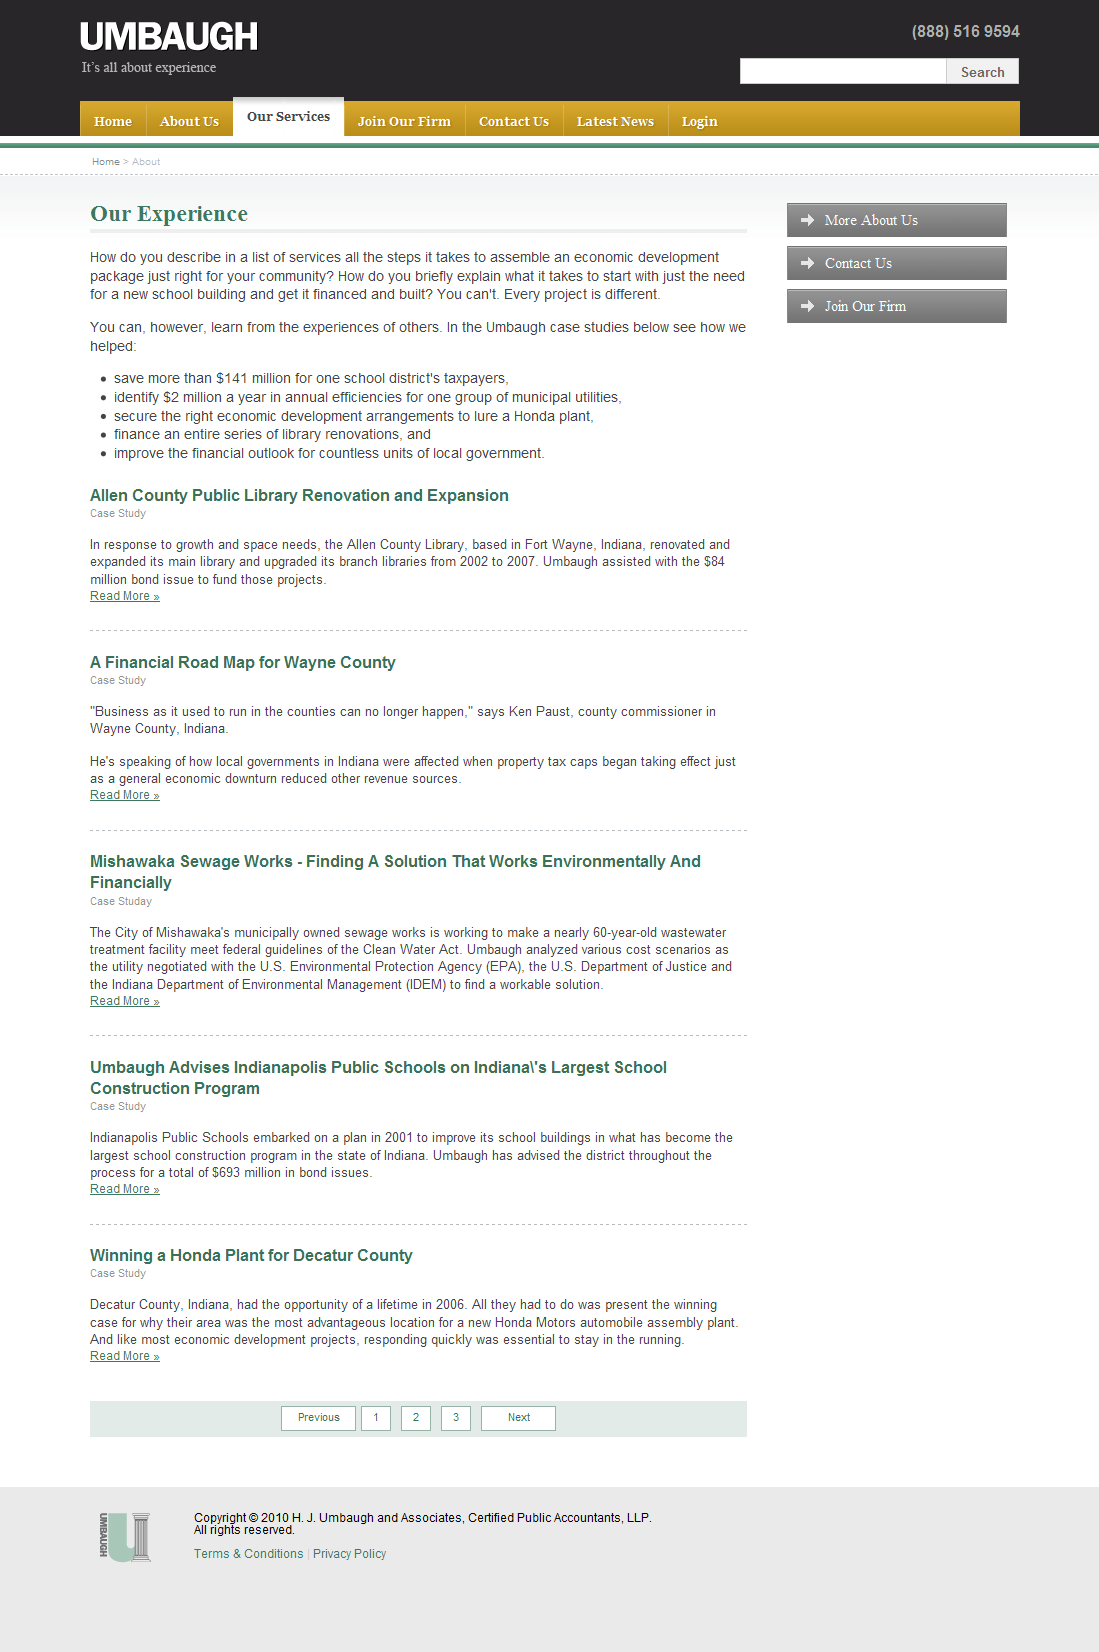 UMBAUGH
It's all about experience
(888) 516 9594
Search
Home
About Us
Our Services
Join Our Firm
Contact Us
Latest News
Login
Home > About
Our Experience
How do you describe in a list of services all the steps it takes to assemble an economic development
package just right for your community? How do you briefly explain what it takes to start with just the need
for a new school building and get it financed and built? You can't. Every project is different.
You can, however, learn from the experiences of others. In the Umbaugh case studies below see how we
helped:
• save more than $141 million for one school district's taxpayers,
• identify $2 million a year in annual efficiencies for one group of municipal utilities,
• secure the right economic development arrangements to lure a Honda plant,
• finance an entire series of library renovations, and
• improve the financial outlook for countless units of local government.
More About Us
Contact Us
Join Our Firm
Allen County Public Library Renovation and Expansion
Case Study
In response to growth and space needs, the Allen County Library, based in Fort Wayne, Indiana, renovated and
expanded its main library and upgraded its branch libraries from 2002 to 2007. Umbaugh assisted with the $84
million bond issue to fund those projects.
Read More »
A Financial Road Map for Wayne County
Case Study
"Business as it used to run in the counties can no longer happen," says Ken Paust, county commissioner in
Wayne County, Indiana.
He's speaking of how local governments in Indiana were affected when property tax caps began taking effect just
as a general economic downturn reduced other revenue sources.
Read More »
Mishawaka Sewage Works - Finding A Solution That Works Environmentally And
Financially
Case Studay
The City of Mishawaka's municipally owned sewage works is working to make a nearly 60-year-old wastewater
treatment facility meet federal guidelines of the Clean Water Act. Umbaugh analyzed various cost scenarios as
the utility negotiated with the U.S. Environmental Protection Agency (EPA), the U.S. Department of Justice and
the Indiana Department of Environmental Management (IDEM) to find a workable solution.
Read More »
Umbaugh Advises Indianapolis Public Schools on Indiana\'s Largest School
Construction Program
Case Study
Indianapolis Public Schools embarked on a plan in 2001 to improve its school buildings in what has become the
largest school construction program in the state of Indiana. Umbaugh has advised the district throughout the
process for a total of $693 million in bond issues.
Read More »
Winning a Honda Plant for Decatur County
Case Study
Decatur County, Indiana, had the opportunity of a lifetime in 2006. All they had to do was present the winning
case for why their area was the most advantageous location for a new Honda Motors automobile assembly plant.
And like most economic development projects, responding quickly was essential to stay in the running.
Read More »
Previous 1 2 3 Next
UMBAUGH
Copyright © 2010 H. J. Umbaugh and Associates, Certified Public Accountants, LLP.
All rights reserved.
Terms & Conditions | Privacy Policy